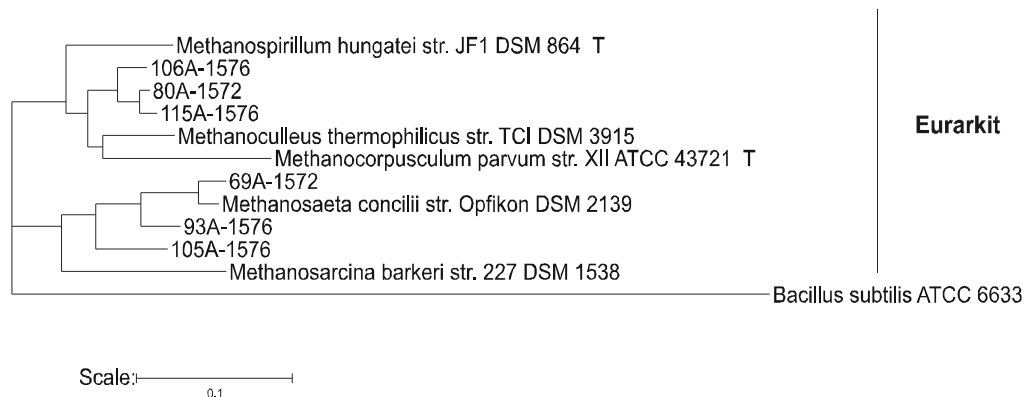 Methanospirillum hungatei str. JF1 DSM 864 T
106A-1576
80A-1572
115A-1576
Methanoculleus thermophilicus str. TCI DSM 3915
Methanocorpusculum parvum str. XII ATCC 43721 T
69A-1572
Methanosaeta concilii str. Opfikon DSM 2139
93A-1576
105A-1576
Methanosarcina barkeri str. 227 DSM 1538
Bacillus subtilis ATCC 6633
Eurarkit
Scale:
0.1